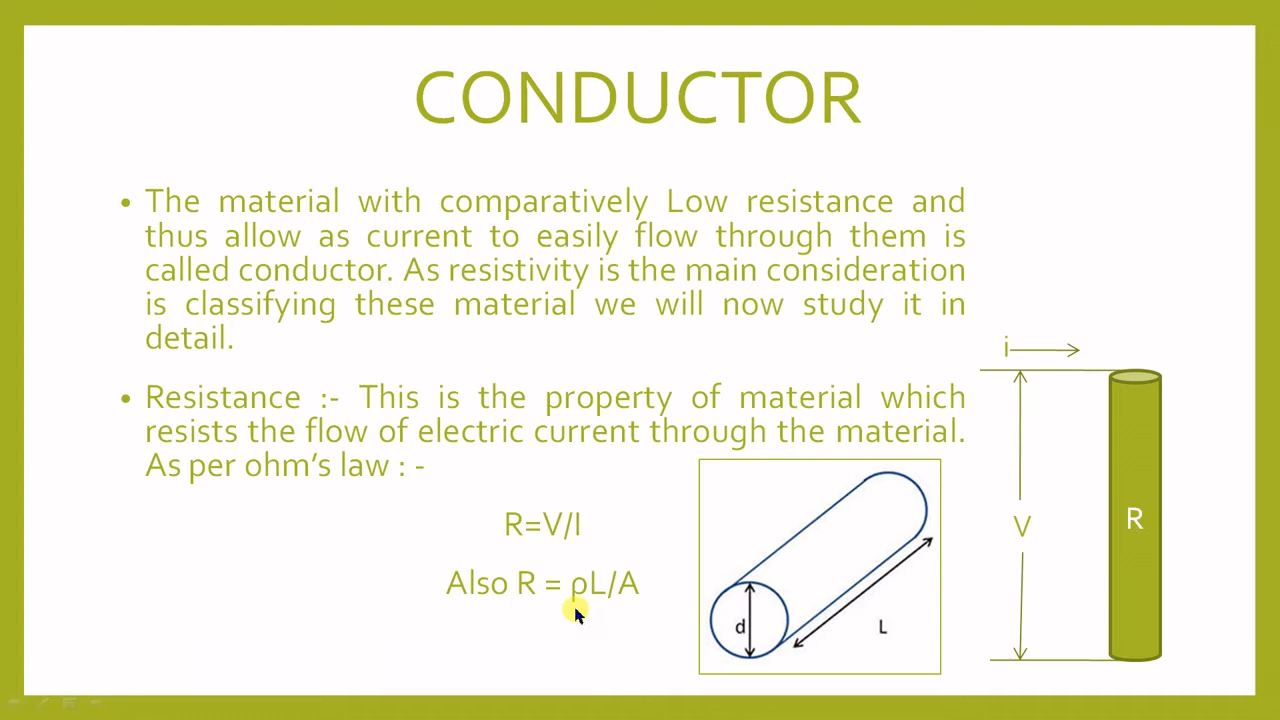 CONDUCTOR
• The material with comparatively Low resistance and
thus allow as current to easily flow through them is
called conductor. As resistivity is the main consideration
is classifying these material we will now study it in
detail.
• Resistance :- This is the property of material which
resists the flow of electric current through the material.
As per ohm's law : -
R=V/I
Also R = ρL/A
d
L
i
V
R